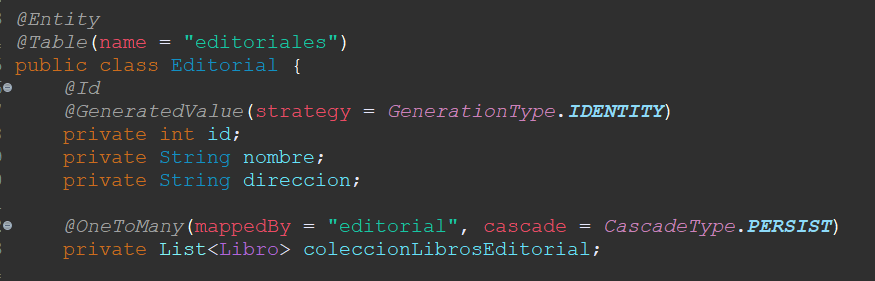 @Entity
@Table(name = "editoriales")
public class Editorial {
@Id
@GeneratedValue(strategy = GenerationType.IDENTITY)
private int id;
private String nombre;
private String direccion;
@OneToMany(mappedBy = "editorial", cascade = CascadeType.PERSIST)
private List<Libro> coleccionLibrosEditorial;